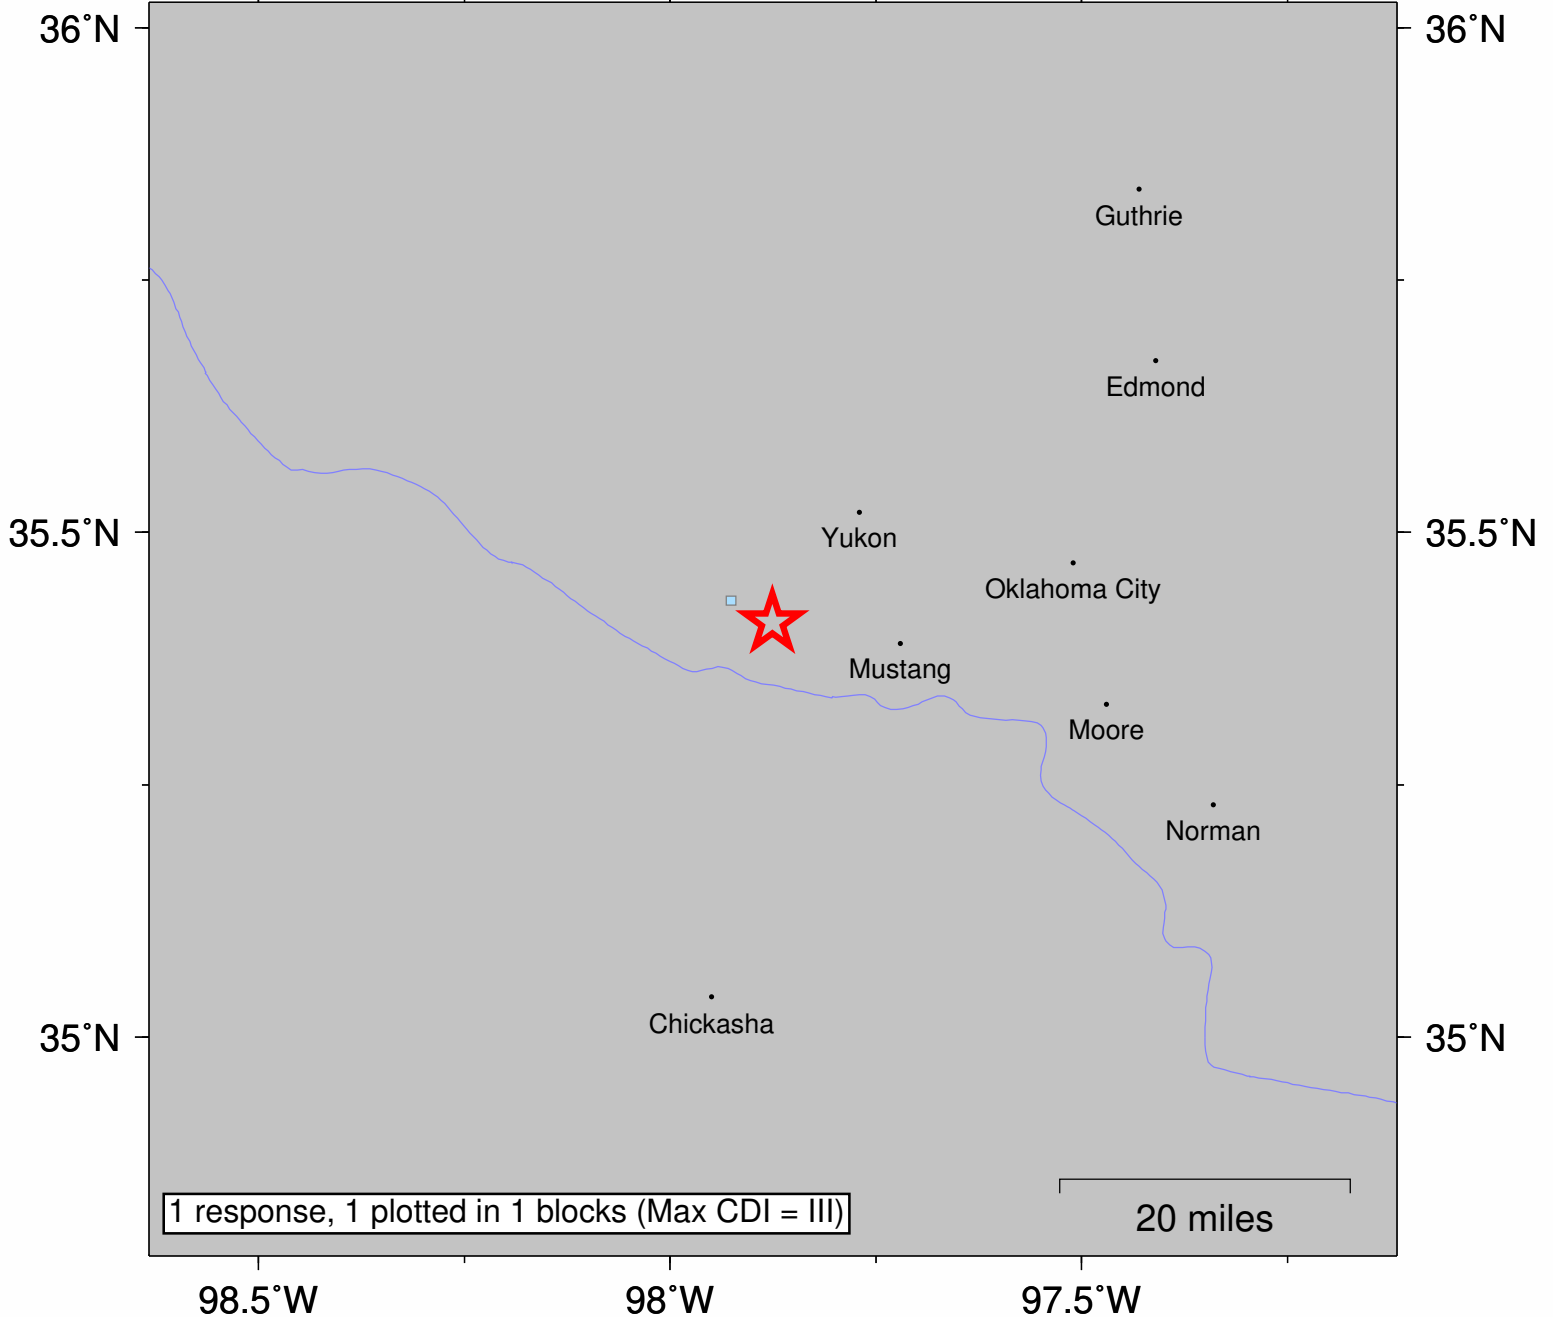 36˚N 36˚N
Guthrie
Edmond
35.5˚N 35.5˚N
Yukon
Oklahoma City
Mustang
Moore
Norman
Chickasha
35˚N 35˚N
1 response, 1 plotted in 1 blocks (Max CDI = III)
20 miles
98.5˚W 98˚W 97.5˚W